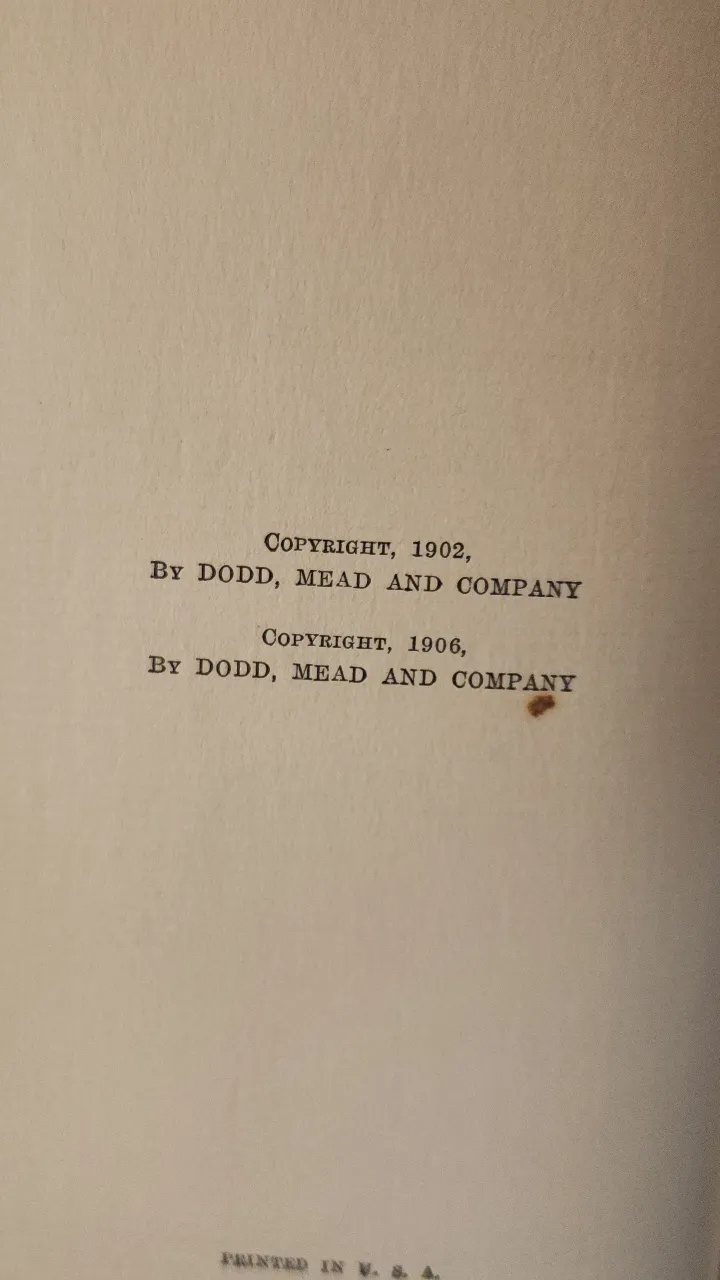 Copyright, 1902,
By DODD, MEAD AND COMPANY
Copyright, 1906,
By DODD, MEAD AND COMPANY
PRINTED IN U. S. A.